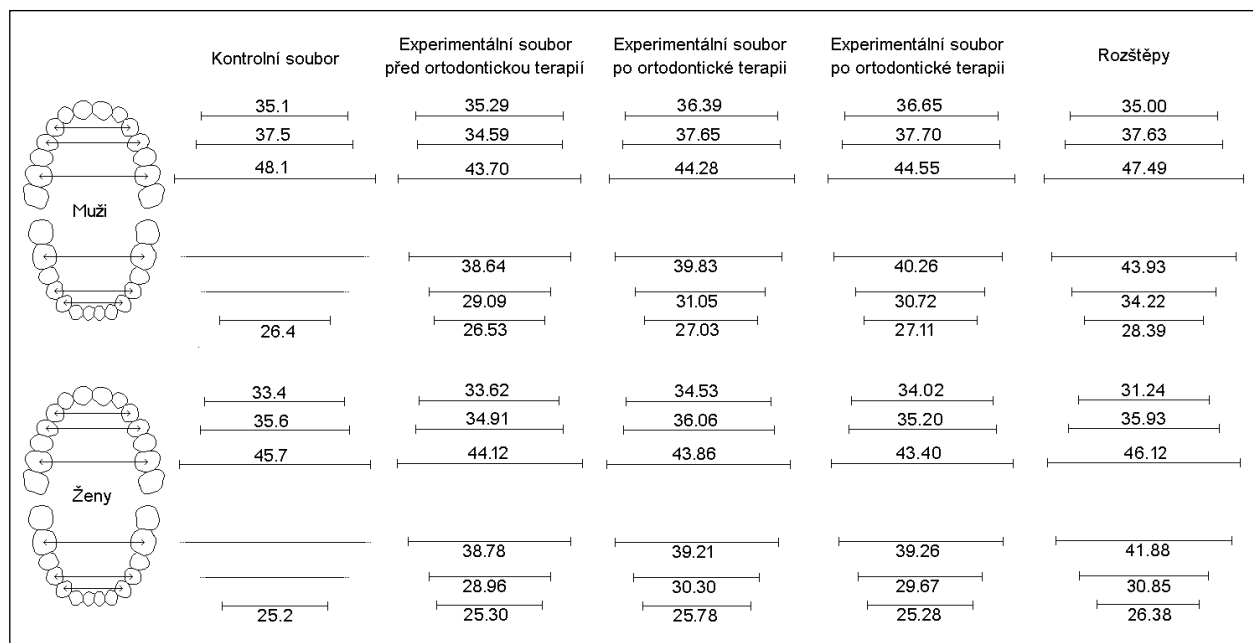 Kontrolní soubor
Experimentální soubor
před ortodontickou terapií
Experimentální soubor
po ortodontické terapii
Experimentální soubor
po ortodontické terapii
Rozštěpy
35.1 35.29 36.39 36.65 35.00
37.5 34.59 37.65 37.70 37.63
48.1 43.70 44.28 44.55 47.49
Muži
38.64 39.83 40.26 43.93
29.09 31.05 30.72 34.22
26.4 26.53 27.03 27.11 28.39
33.4 33.62 34.53 34.02 31.24
35.6 34.91 36.06 35.20 35.93
45.7 44.12 43.86 43.40 46.12
Ženy
38.78 39.21 39.26 41.88
28.96 30.30 29.67 30.85
25.2 25.30 25.78 25.28 26.38